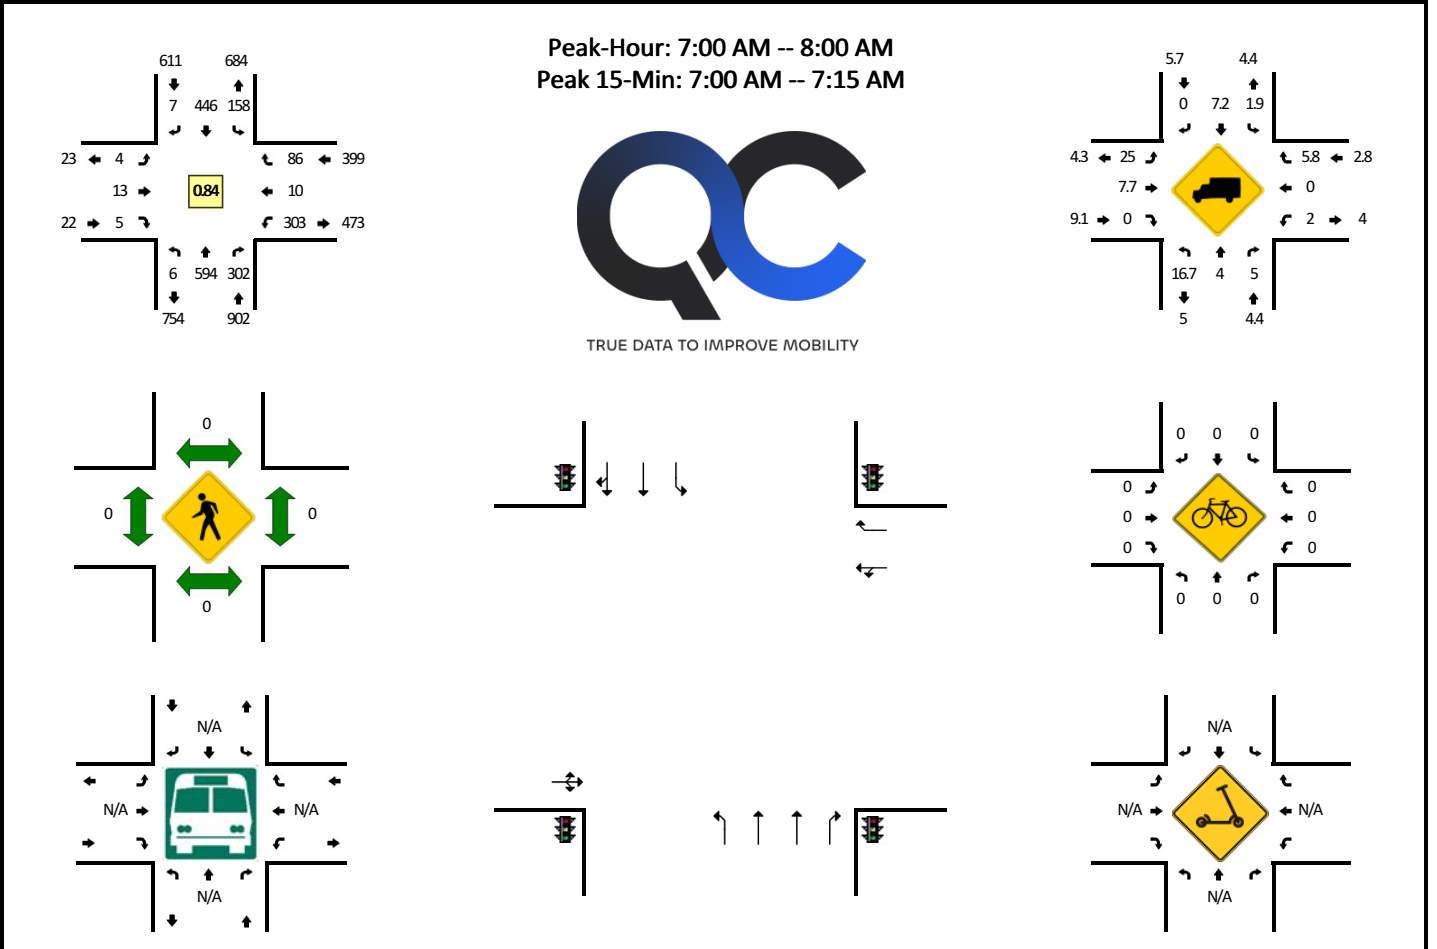 Peak-Hour: 7:00 AM -- 8:00 AM
Peak 15-Min: 7:00 AM -- 7:15 AM
611 684
7 446 158
23 4 86 399
13 0.84 10
22 5 303 473
6 594 302
754 902
TRUE DATA TO IMPROVE MOBILITY
5.7 4.4
0 7.2 1.9
4.3 25 5.8 2.8
7.7 0
9.1 0 2 4
16.7 4 5
5 4.4
0
0 0
0
0 0 0
0 0
0 0
0 0
0 0 0
N/A
N/A N/A
N/A
N/A
N/A N/A
N/A